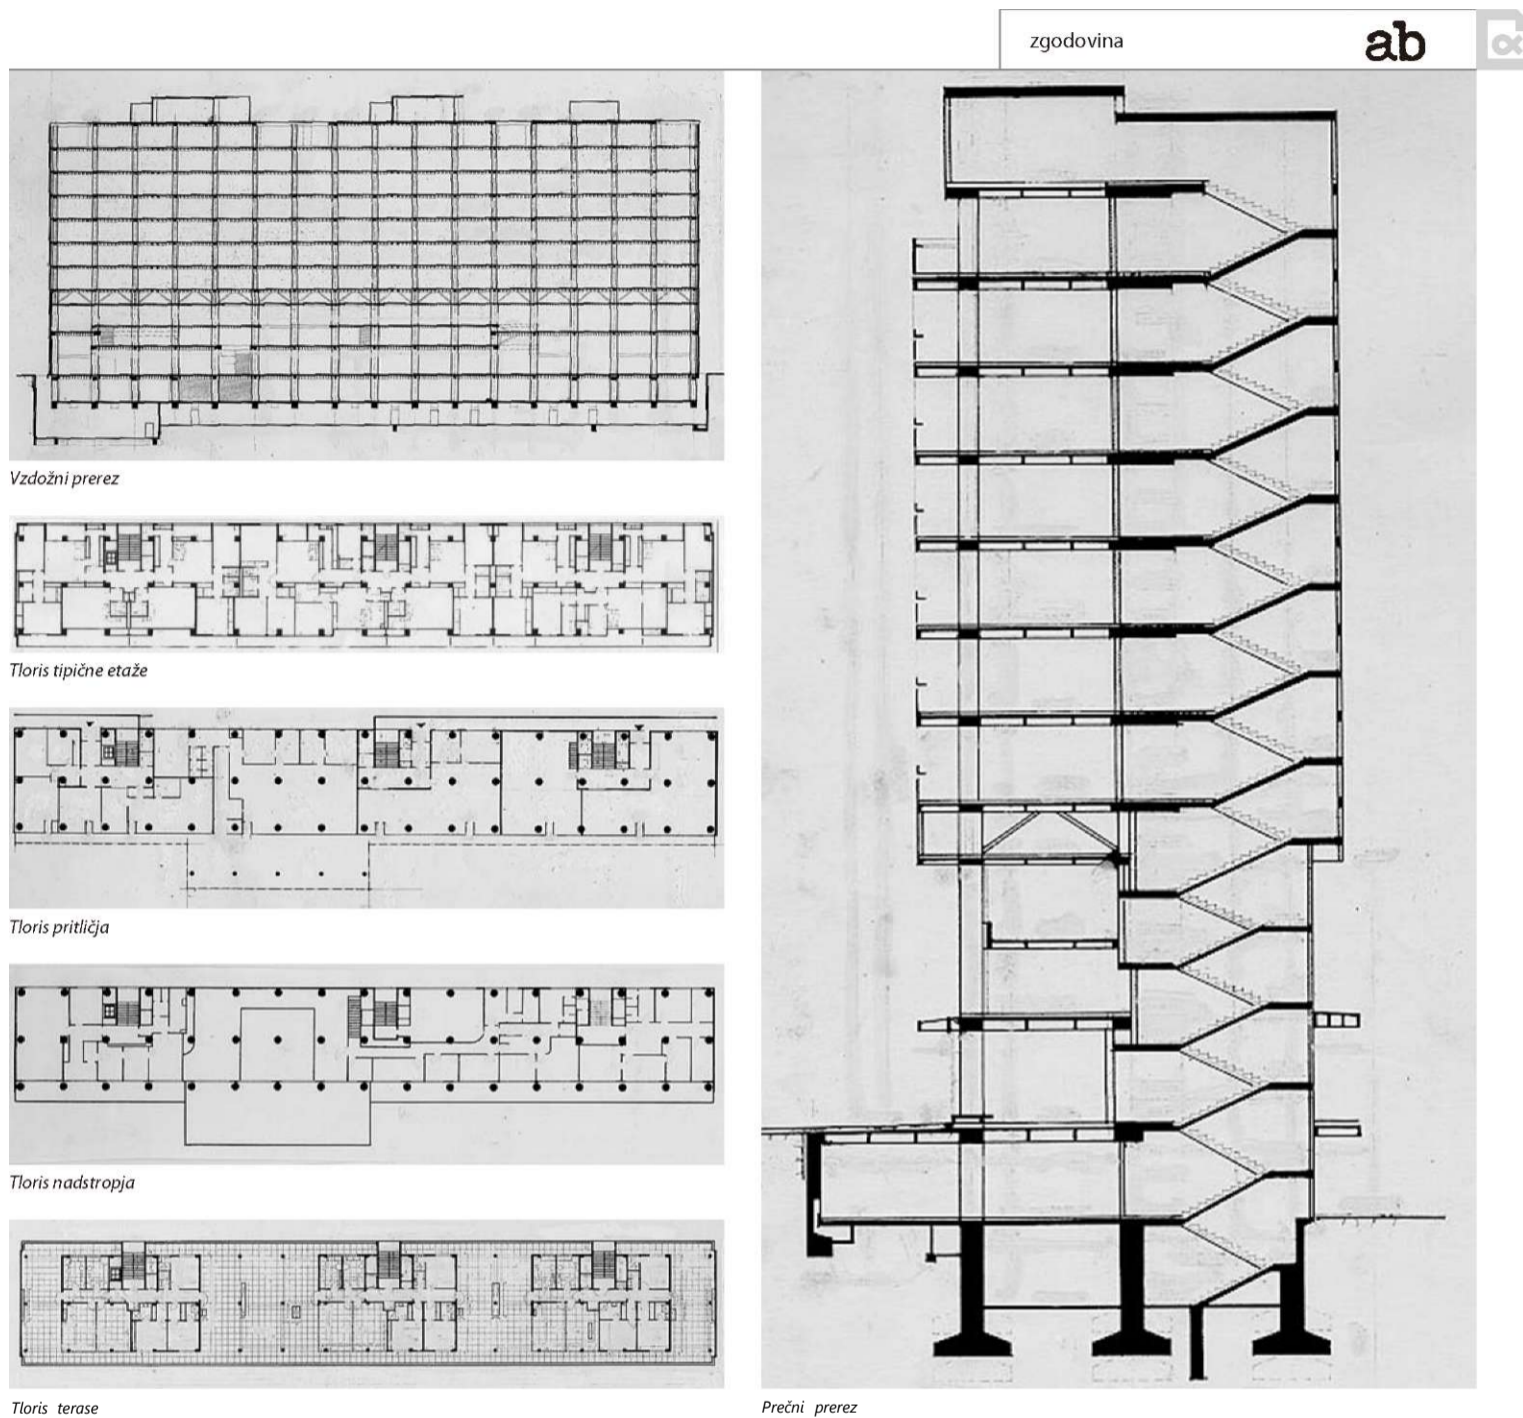 zgodovina
ab
Vzdožni prerez
Tloris tipične etaže
Tloris pritličja
Tloris nadstropja
Tloris terase
Prečni prerez